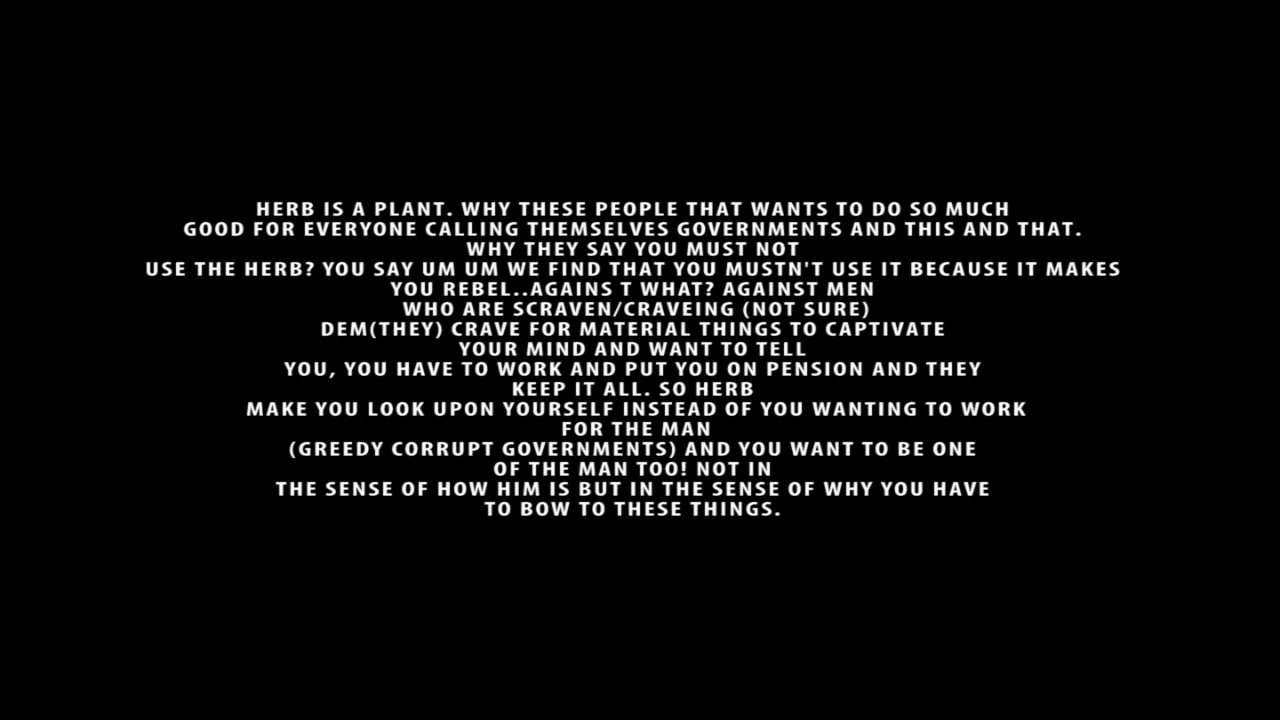 HERB IS A PLANT. WHY THESE PEOPLE THAT WANTS TO DO SO MUCH
GOOD FOR EVERYONE CALLING THEMSELVES GOVERNMENTS AND THIS AND THAT.
WHY THEY SAY YOU MUST NOT
USE THE HERB? YOU SAY UM UM WE FIND THAT YOU MUSTN'T USE IT BECAUSE IT MAKES
YOU REBEL..AGAINS T WHAT? AGAINST MEN
WHO ARE SCRAVEN/CRAVEING (NOT SURE)
DEM(THEY) CRAVE FOR MATERIAL THINGS TO CAPTIVATE
YOUR MIND AND WANT TO TELL
YOU, YOU HAVE TO WORK AND PUT YOU ON PENSION AND THEY
KEEP IT ALL. SO HERB
MAKE YOU LOOK UPON YOURSELF INSTEAD OF YOU WANTING TO WORK
FOR THE MAN
(GREEDY CORRUPT GOVERNMENTS) AND YOU WANT TO BE ONE
OF THE MAN TOO! NOT IN
THE SENSE OF HOW HIM IS BUT IN THE SENSE OF WHY YOU HAVE
TO BOW TO THESE THINGS.